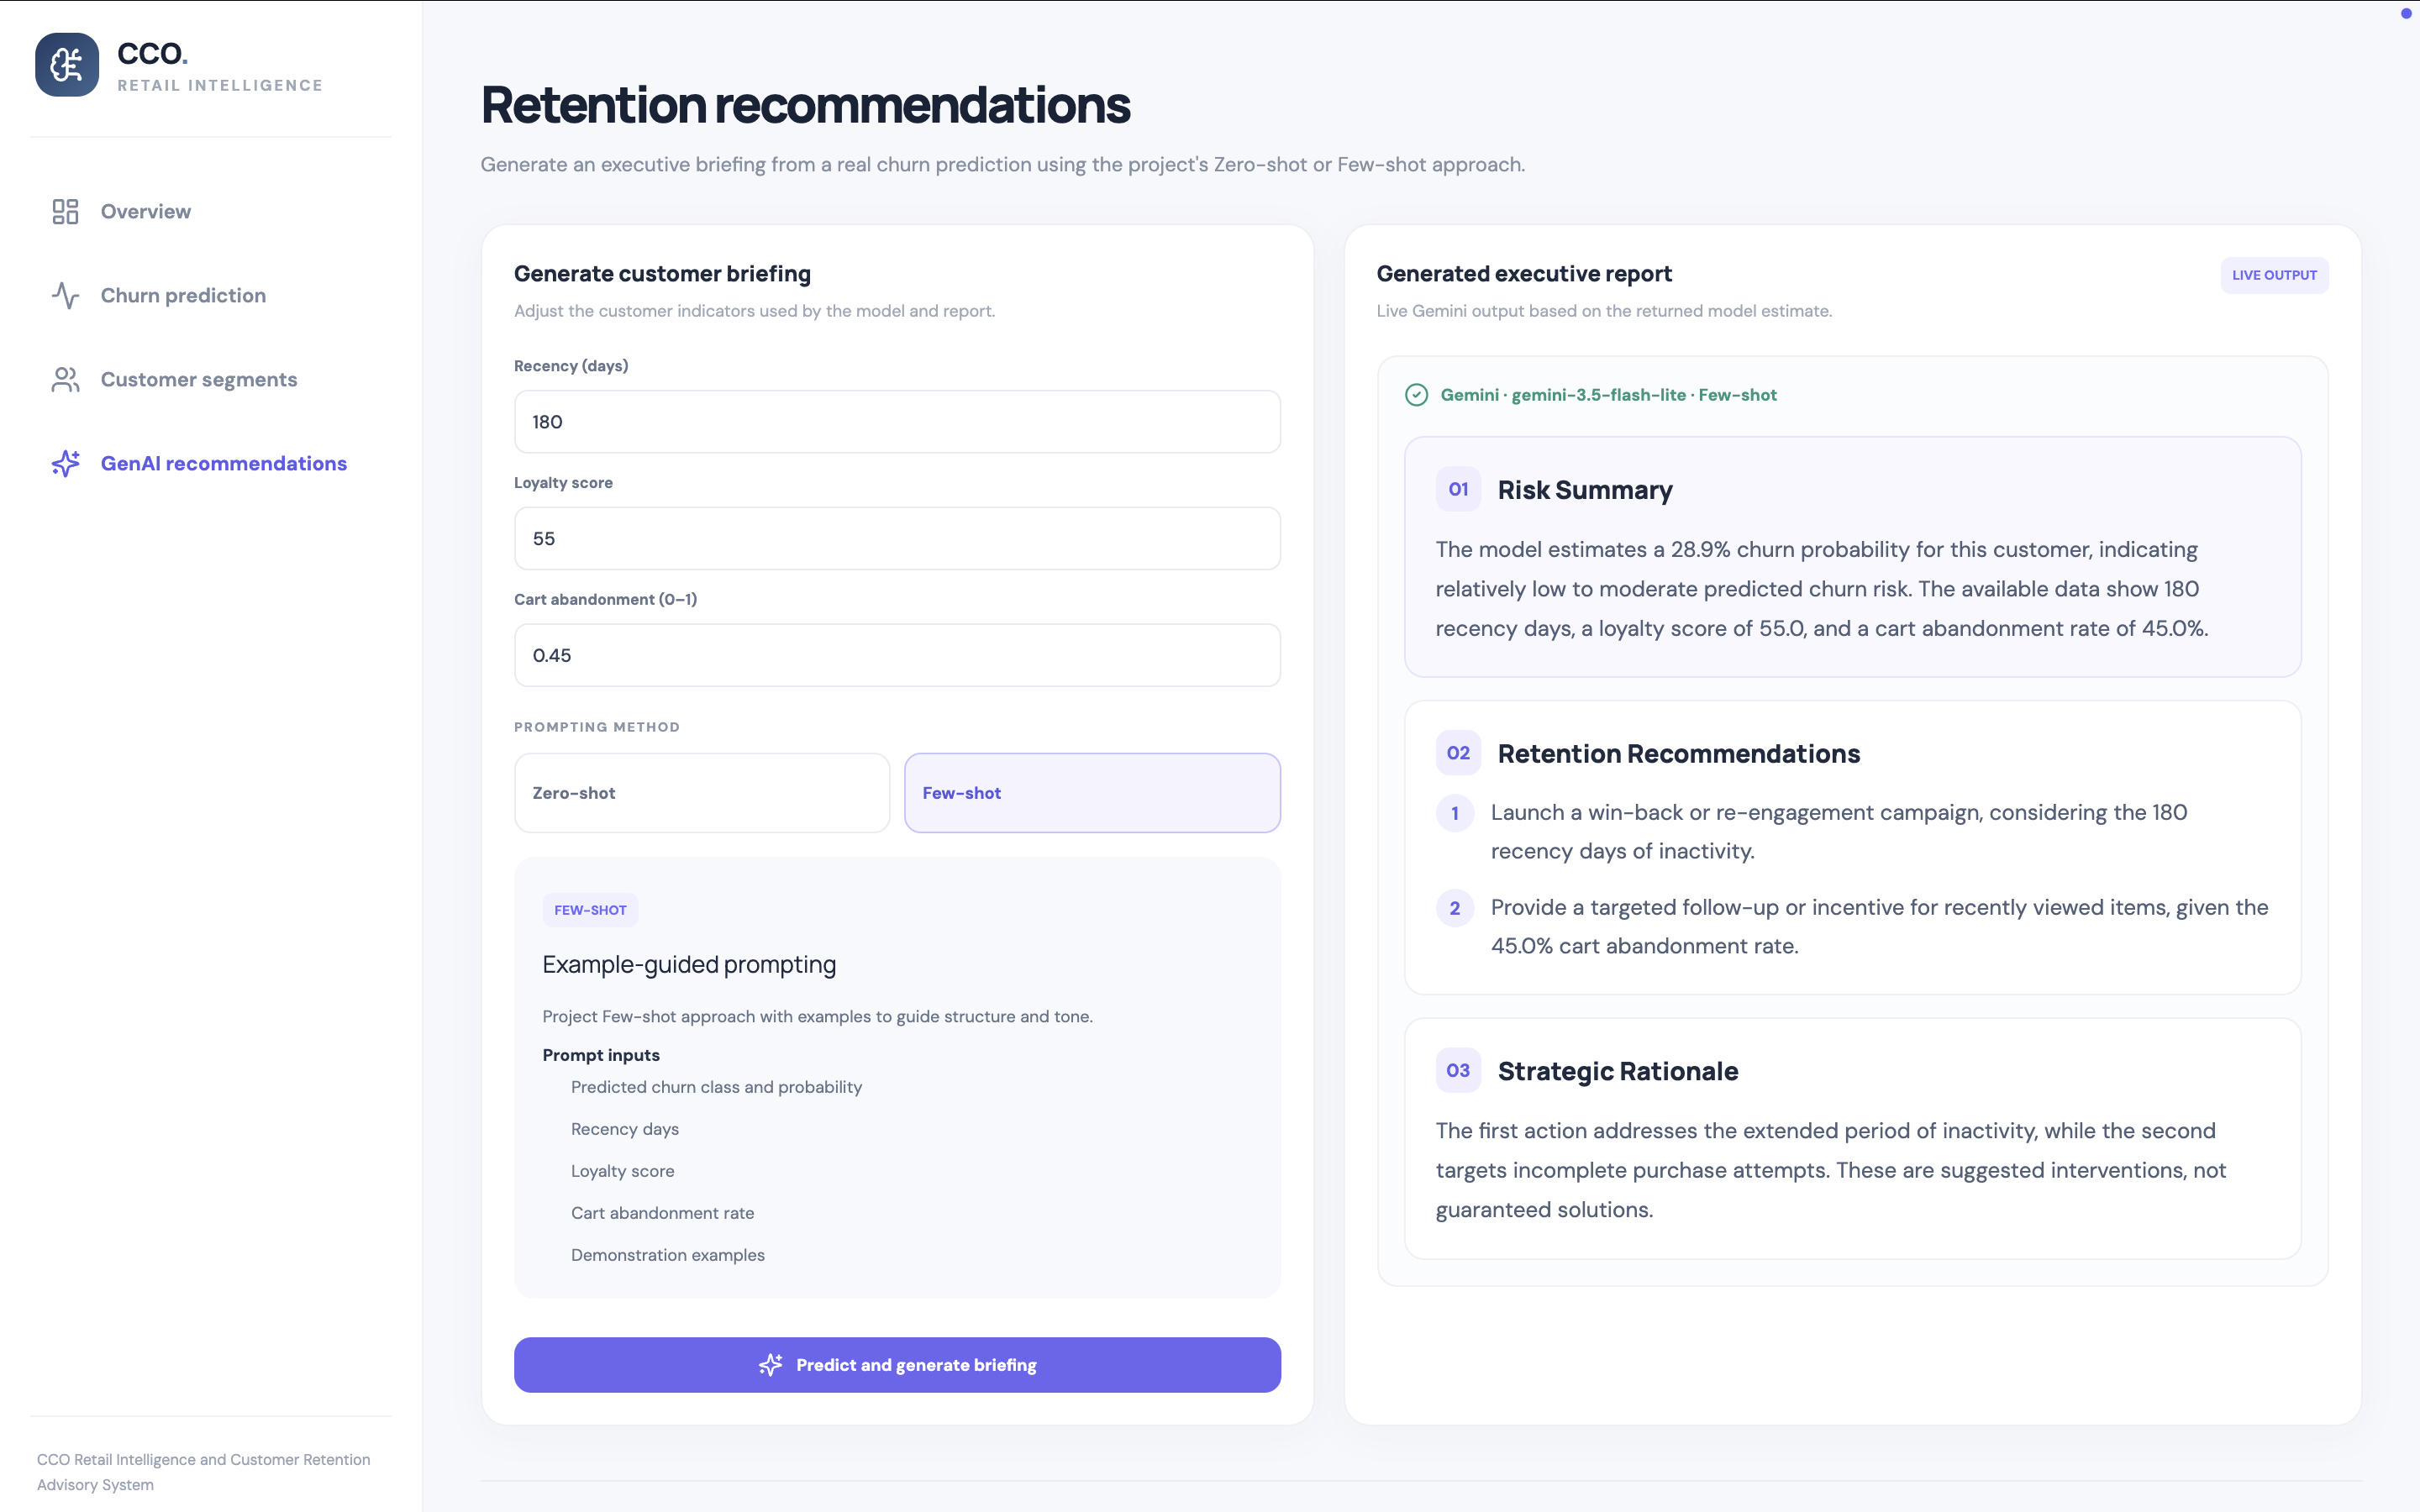 CCO.
RETAIL INTELLIGENCE
Overview
Churn prediction
Customer segments
GenAI recommendations
CCO Retail Intelligence and Customer Retention
Advisory System
Retention recommendations
Generate an executive briefing from a real churn prediction using the project's Zero-shot or Few-shot approach.
Generate customer briefing
Adjust the customer indicators used by the model and report.
Recency (days)
180
Loyalty score
55
Cart abandonment (0–1)
0.45
PROMPTING METHOD
Zero-shot
Few-shot
FEW-SHOT
Example-guided prompting
Project Few-shot approach with examples to guide structure and tone.
Prompt inputs
Predicted churn class and probability
Recency days
Loyalty score
Cart abandonment rate
Demonstration examples
Predict and generate briefing
Generated executive report
LIVE OUTPUT
Live Gemini output based on the returned model estimate.
Gemini · gemini-3.5-flash-lite · Few-shot
01
Risk Summary
The model estimates a 28.9% churn probability for this customer, indicating
relatively low to moderate predicted churn risk. The available data show 180
recency days, a loyalty score of 55.0, and a cart abandonment rate of 45.0%.
02
Retention Recommendations
1
Launch a win-back or re-engagement campaign, considering the 180
recency days of inactivity.
2
Provide a targeted follow-up or incentive for recently viewed items, given the
45.0% cart abandonment rate.
03
Strategic Rationale
The first action addresses the extended period of inactivity, while the second
targets incomplete purchase attempts. These are suggested interventions, not
guaranteed solutions.